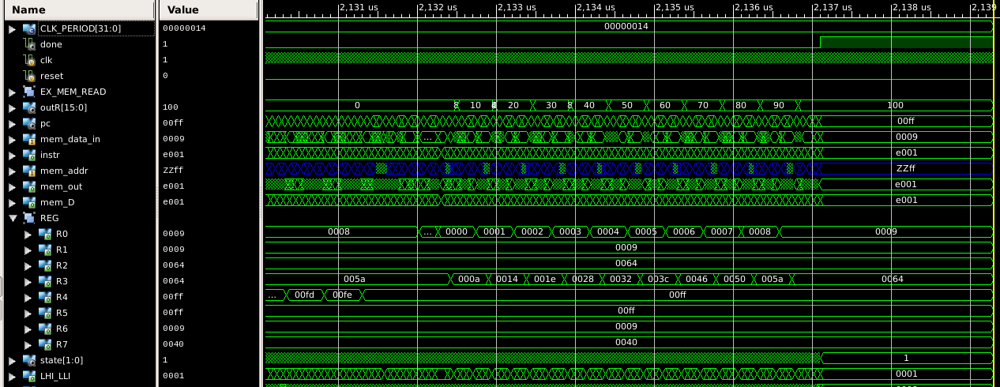 Name Value 2,131 us 2,132 us 2,133 us 2,134 us 2,135 us 2,136 us 2,137 us 2,138 us 2,139
CLK_PERIOD[31:0] 00000014 00000014
done 1
clk 1
reset 0
EX_MEM_READ
outR[15:0] 100 0 8 10 20 30 8 40 50 60 70 80 90 100
pc 00ff 00ff
mem_data_in 0009 ... 0009
instr e001 e001
mem_addr ZZff ZZff
mem_out e001 e001
mem_D e001 e001
REG
R0 0009 0008 ... 0000 0001 0002 0003 0004 0005 0006 0007 0008 0009
R1 0009 0009
R2 0064 0064
R3 0064 005a 000a 0014 001e 0028 0032 003c 0046 0050 005a 0064
R4 00ff ... 00fd 00fe 00ff
R5 00ff 00ff
R6 0009 0009
R7 0040 0040
state[1:0] 1 1
LHI_LLI 0001 0001